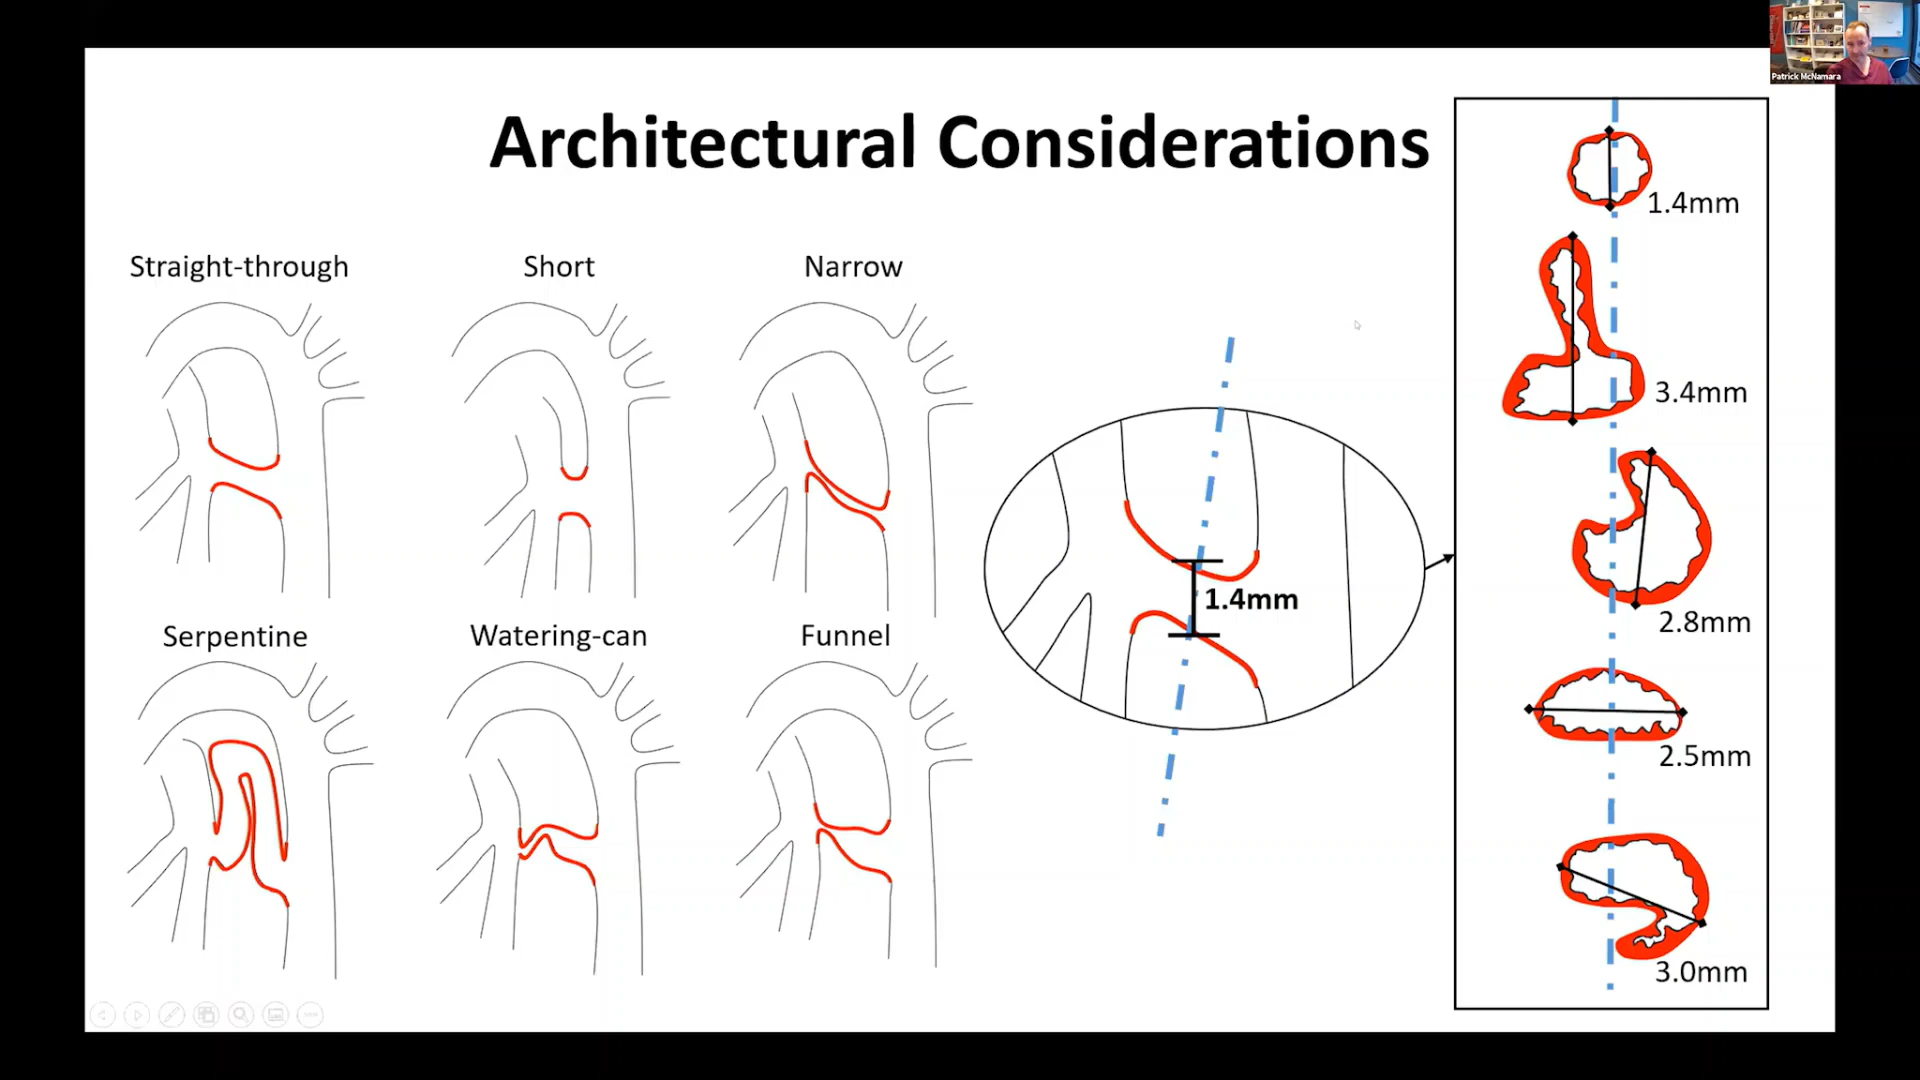 Patrick McNamara
Architectural Considerations
Straight-through
Short
Narrow
Serpentine
Watering-can
Funnel
1.4mm
1.4mm
3.4mm
2.8mm
2.5mm
3.0mm